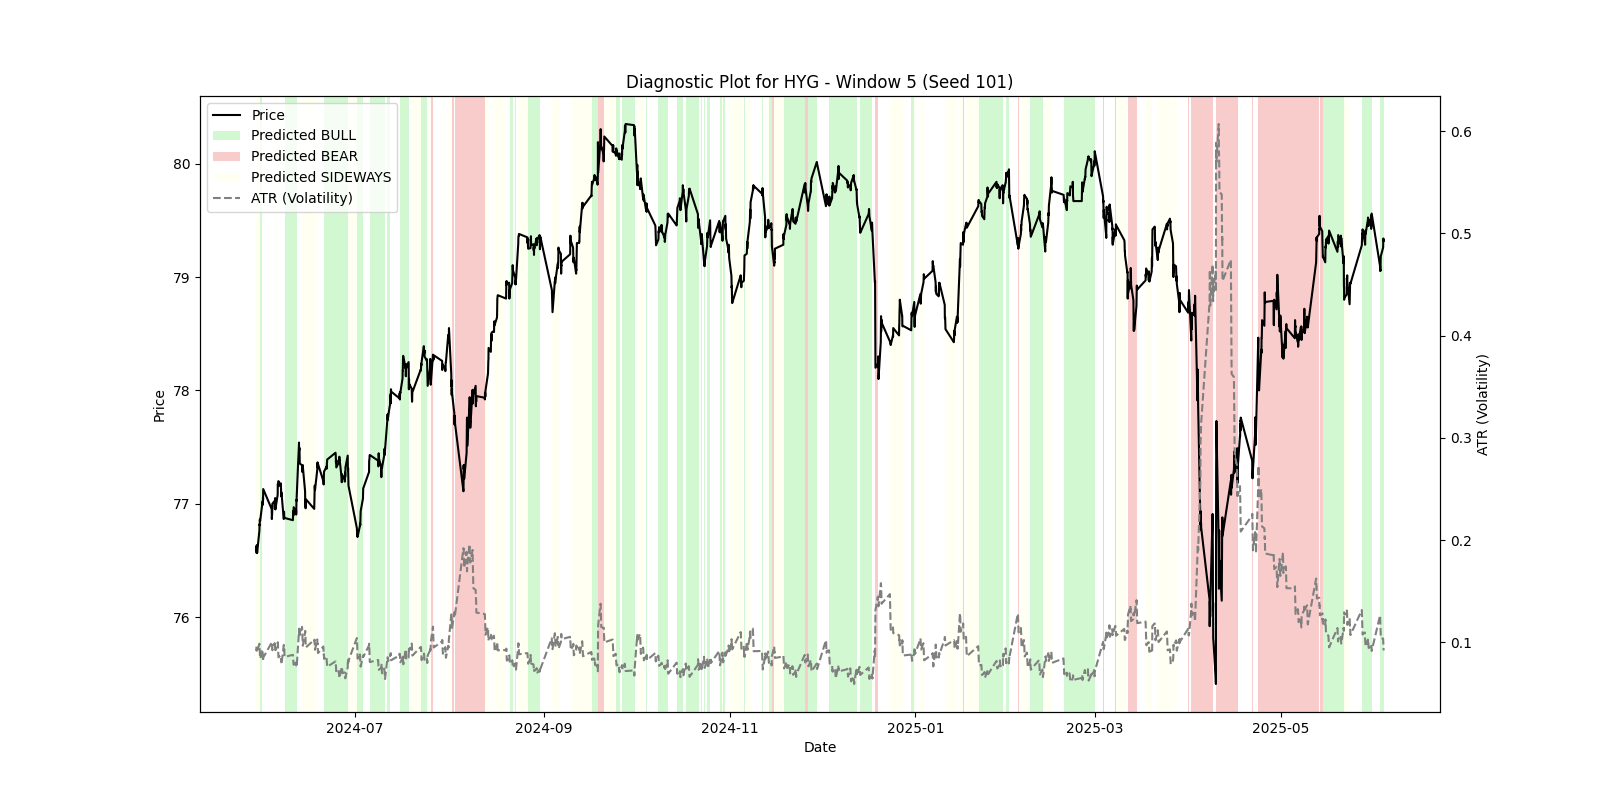 Diagnostic Plot for HYG - Window 5 (Seed 101)
Price
Predicted BULL
Predicted BEAR
Predicted SIDEWAYS
ATR (Volatility)
80
79
78
77
76
Price
0.6
0.5
0.4
0.3
0.2
0.1
ATR (Volatility)
2024-07 2024-09 2024-11 2025-01 2025-03 2025-05
Date